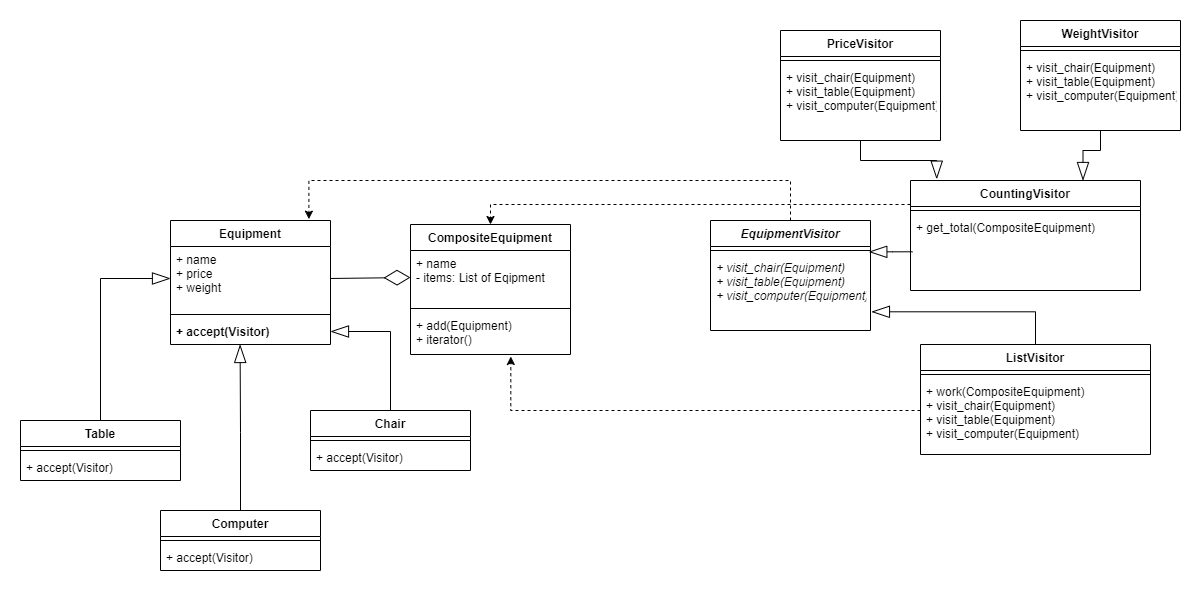 PriceVisitor
+ visit_chair(Equipment)
+ visit_table(Equipment)
+ visit_computer(Equipment)
WeightVisitor
+ visit_chair(Equipment)
+ visit_table(Equipment)
+ visit_computer(Equipment
CountingVisitor
+ get_total(CompositeEquipment)
Equipment
+ name
+ price
+ weight
+ accept(Visitor)
CompositeEquipment
+ name
- items: List of Eqipment
+ add(Equipment)
+ iterator()
EquipmentVisitor
+ visit_chair(Equipment)
+ visit_table(Equipment)
+ visit_computer(Equipment,
ListVisitor
+ work(CompositeEquipment)
+ visit_chair(Equipment)
+ visit_table(Equipment)
+ visit_computer(Equipment)
Table
+ accept(Visitor)
Chair
+ accept(Visitor)
Computer
+ accept(Visitor)